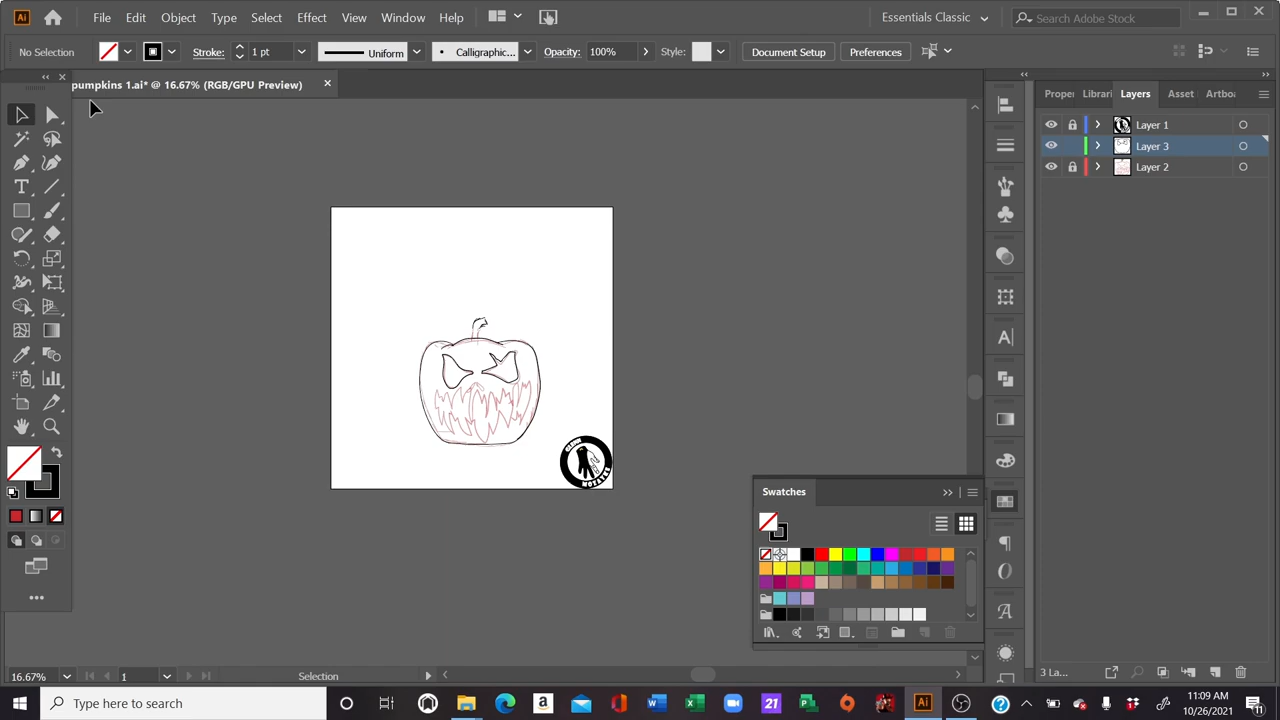 Ai File Edit Object Type Select Effect View Window Help Essentials Classic Search Adobe Stock
No Selection Stroke: 1 pt Uniform Calligraphic... Opacity: 100% Style: Document Setup Preferences
pumpkins 1.ai* @ 16.67% (RGB/GPU Preview)
Proper Librari Layers Asset Artboa
Layer 1
Layer 3
Layer 2
MOZAICS
Swatches
3 La...
16.67% 1 Selection
Type here to search
11:09 AM
10/26/2021